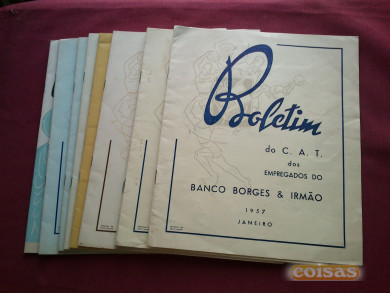 Boletim
do C. A. T.
dos
EMPREGADOS DO
BANCO BORGES & IRMÃO
1957
JANEIRO
coisas